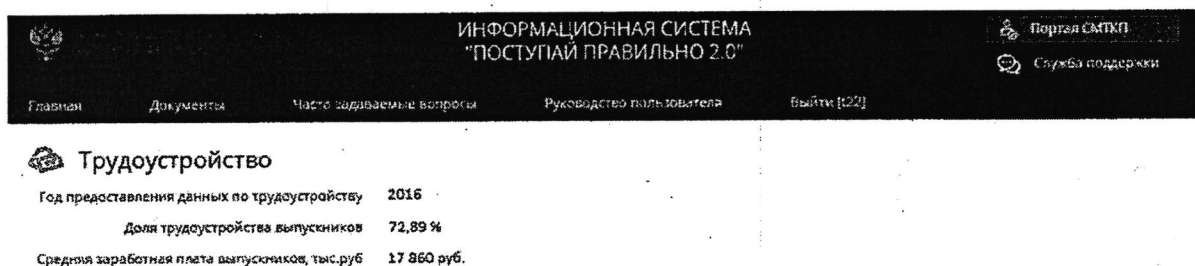 ИНФОРМАЦИОННАЯ СИСТЕМА
"ПОСТУПАЙ ПРАВИЛЬНО 2.0"
Портал СМТКП
Служба поддержки
Главная Документы Часто задаваемые вопросы Руководство пользователя Выйти [t22]
Трудоустройство
Год предоставления данных по трудоустройству 2016
Доля трудоустройства выпускников 72,89 %
Средняя заработная плата выпускников, тыс.руб 17 860 руб.